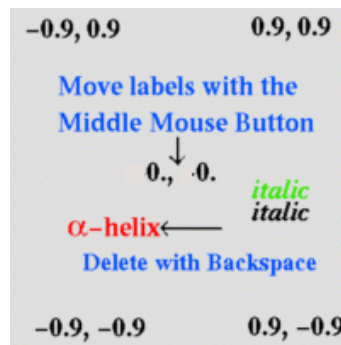 −0.9, 0.9 0.9, 0.9
Move labels with the
Middle Mouse Button
0., 0.
italic
italic
α−helix
Delete with Backspace
−0.9, −0.9 0.9, −0.9